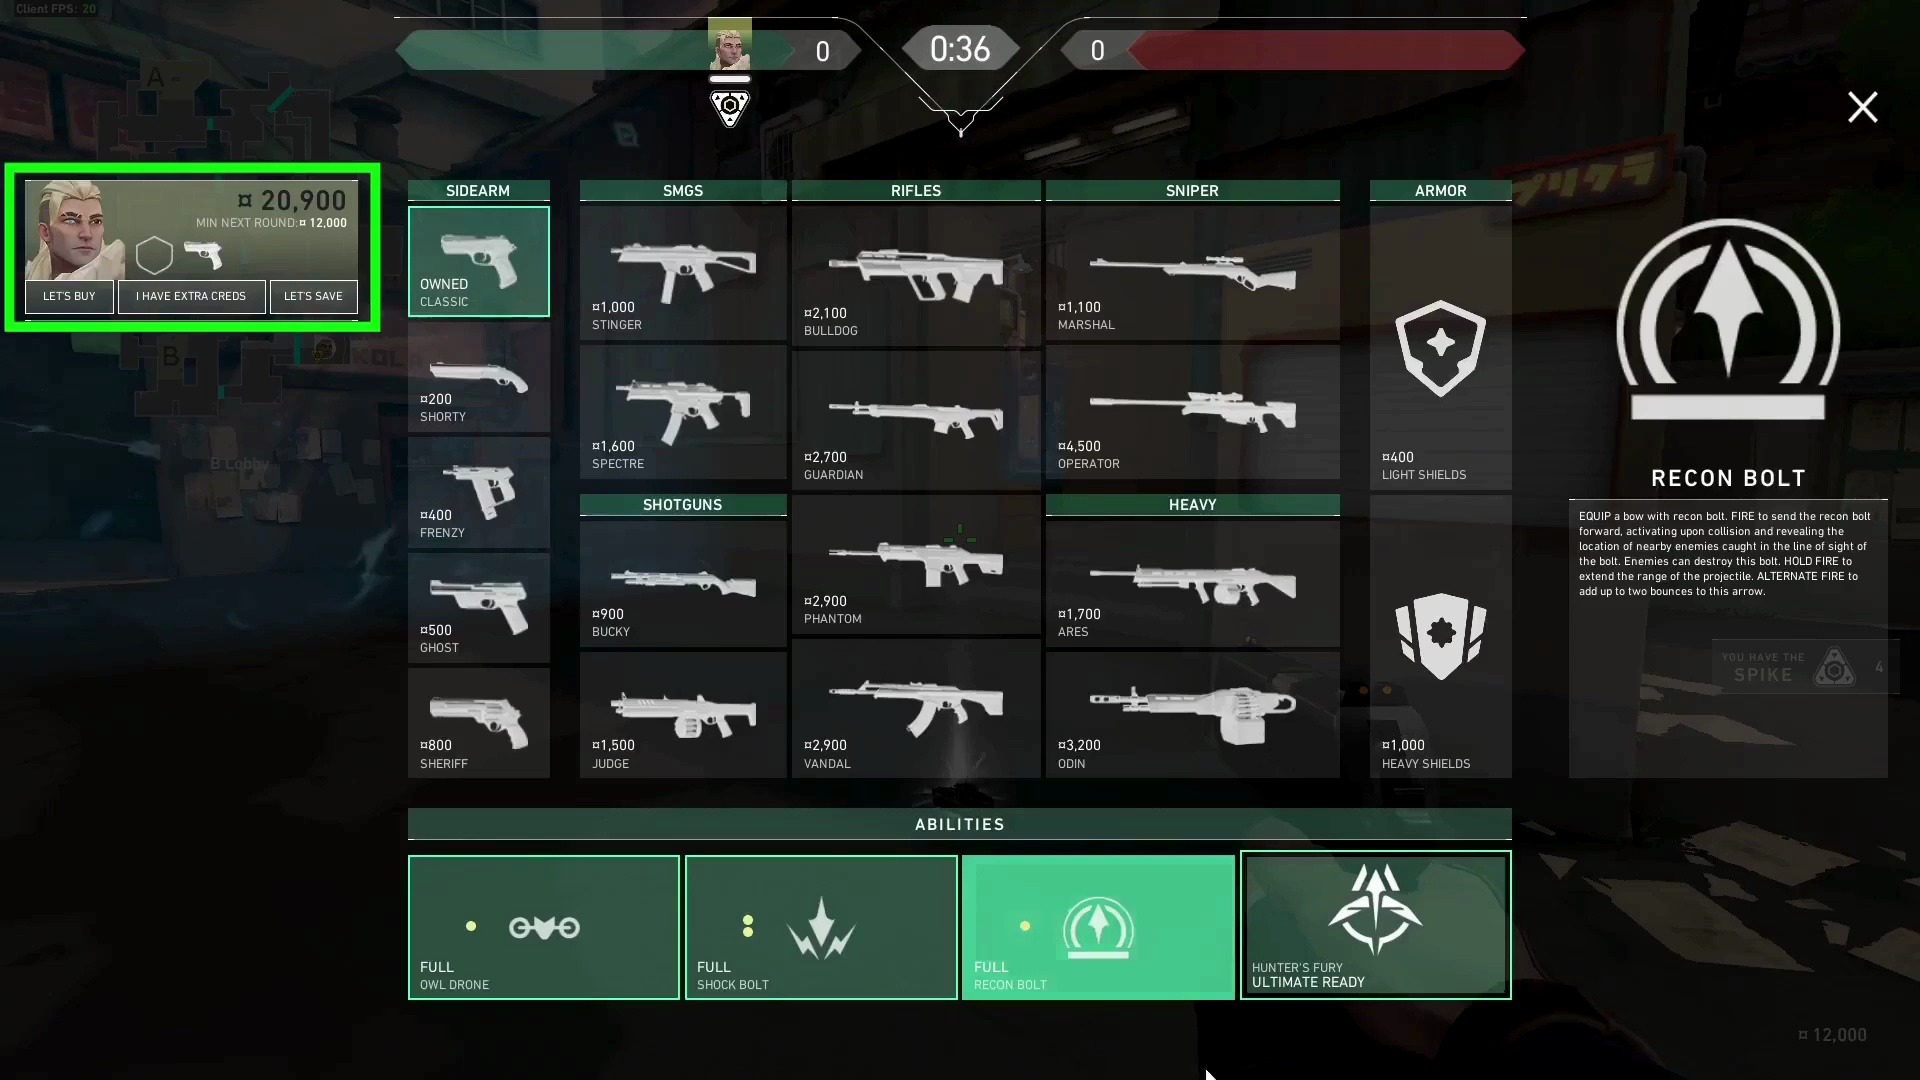 Client FPS: 20
0
0:36
0
A
¤ 20,900
MIN NEXT ROUND: ¤ 12,000
LET'S BUY
I HAVE EXTRA CREDS
LET'S SAVE
B
KOLA
B Lobby
SIDEARM
OWNED
CLASSIC
¤200
SHORTY
¤400
FRENZY
¤500
GHOST
¤800
SHERIFF
SMGS
¤1,000
STINGER
¤1,600
SPECTRE
SHOTGUNS
¤900
BUCKY
¤1,500
JUDGE
RIFLES
¤2,100
BULLDOG
¤2,700
GUARDIAN
¤2,900
PHANTOM
¤2,900
VANDAL
SNIPER
¤1,100
MARSHAL
¤4,500
OPERATOR
HEAVY
¤1,700
ARES
¤3,200
ODIN
ARMOR
¤400
LIGHT SHIELDS
¤1,000
HEAVY SHIELDS
プリクラ
RECON BOLT
EQUIP a bow with recon bolt. FIRE to send the recon bolt
forward, activating upon collision and revealing the
location of nearby enemies caught in the line of sight of
the bolt. Enemies can destroy this bolt. HOLD FIRE to
extend the range of the projectile. ALTERNATE FIRE to
add up to two bounces to this arrow.
YOU HAVE THE
SPIKE
4
ABILITIES
FULL
OWL DRONE
FULL
SHOCK BOLT
FULL
RECON BOLT
HUNTER'S FURY
ULTIMATE READY
¤ 12,000